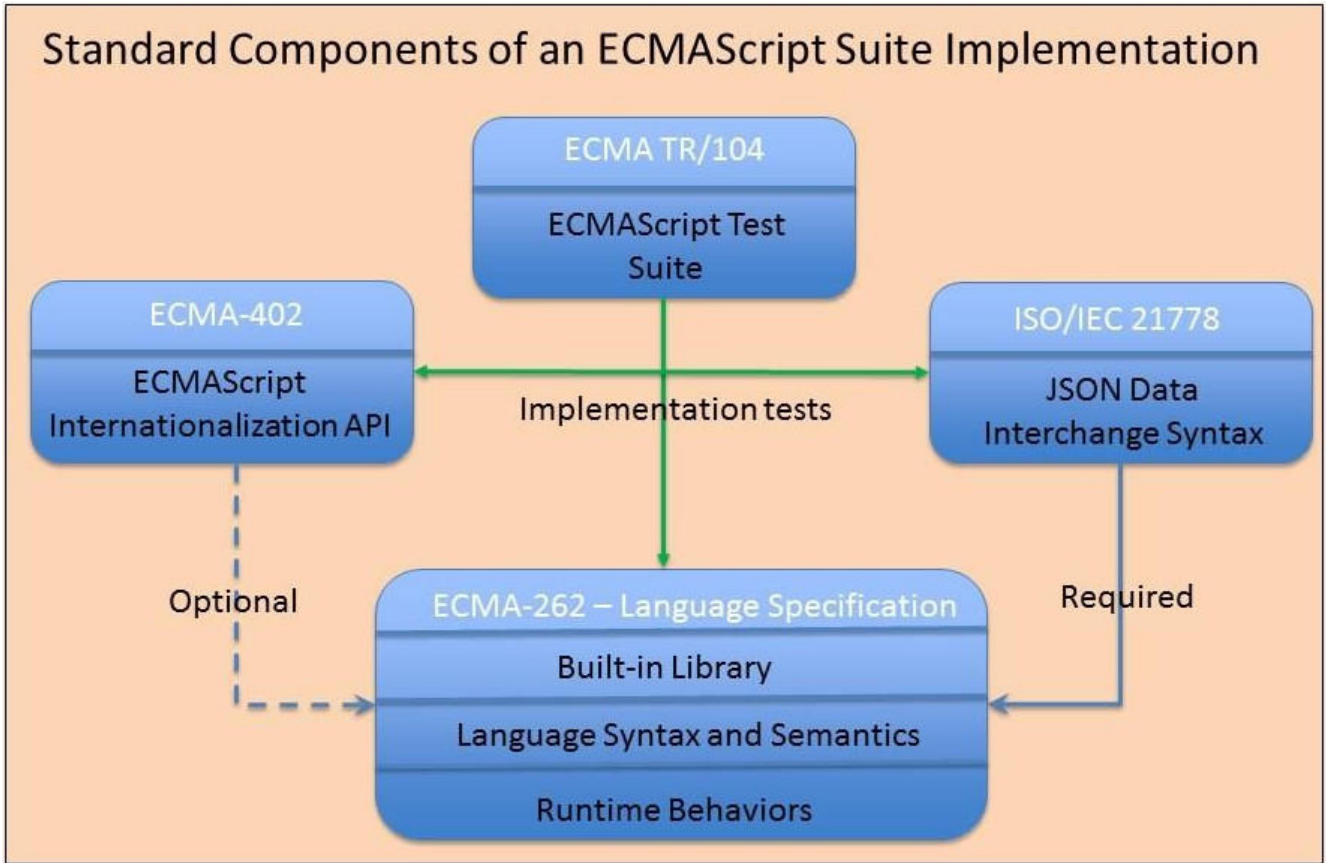 Standard Components of an ECMAScript Suite Implementation
ECMA TR/104
ECMAScript Test
Suite
ECMA-402
ECMAScript
Internationalization API
ISO/IEC 21778
JSON Data
Interchange Syntax
Implementation tests
Optional
Required
ECMA-262 – Language Specification
Built-in Library
Language Syntax and Semantics
Runtime Behaviors